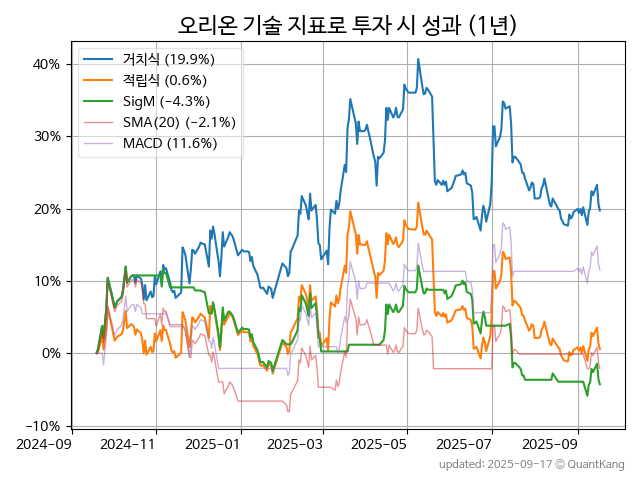 오리온 기술 지표로 투자 시 성과 (1년)
거치식 (19.9%)
적립식 (0.6%)
SigM (−4.3%)
SMA(20) (−2.1%)
MACD (11.6%)
40%
30%
20%
10%
0%
−10%
2024-09
2024-11
2025-01
2025-03
2025-05
2025-07
2025-09
updated: 2025-09-17 © QuantKang